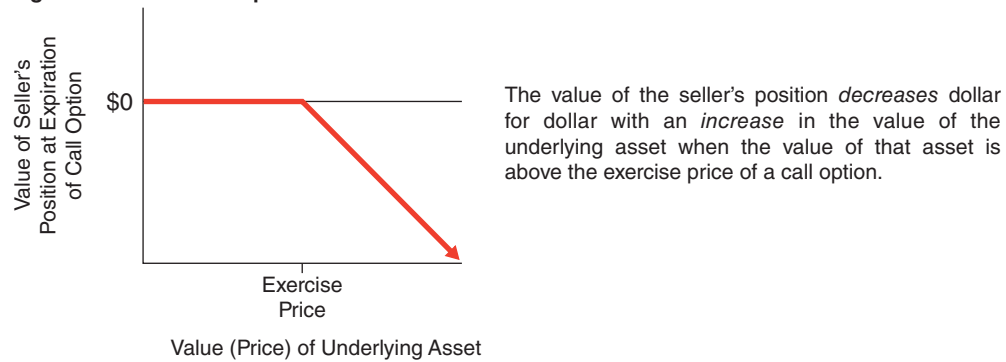 Value of Seller's
Position at Expiration
of Call Option
$0
Exercise
Price
Value (Price) of Underlying Asset
The value of the seller's position decreases dollar
for dollar with an increase in the value of the
underlying asset when the value of that asset is
above the exercise price of a call option.